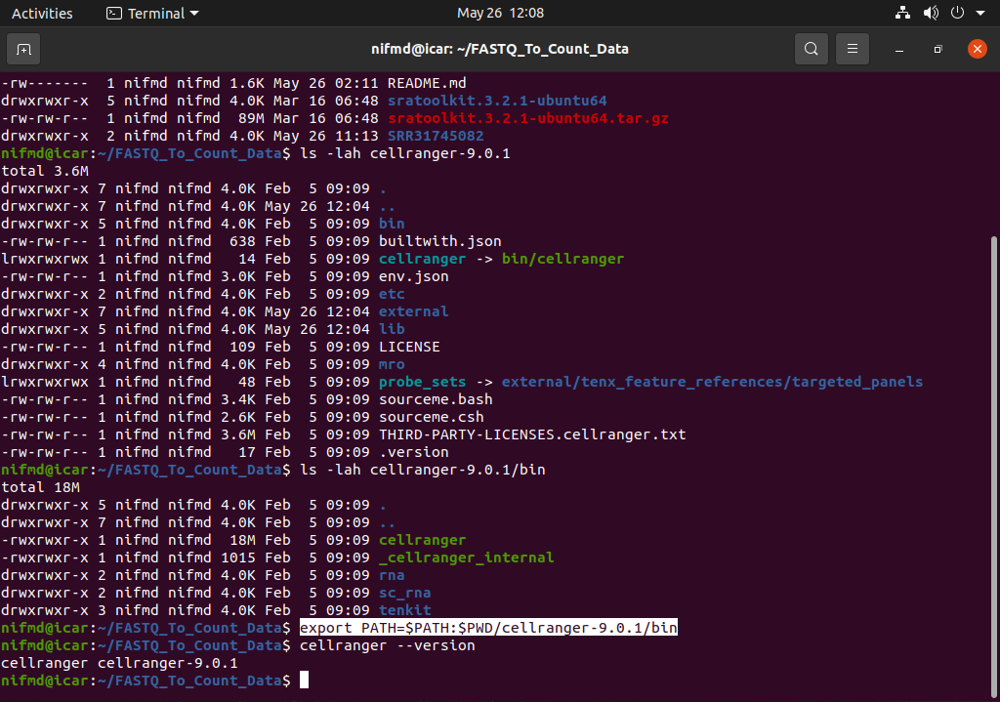 Activities Terminal May 26 12:08
nifmd@icar: ~/FASTQ_To_Count_Data
-rw------- 1 nifmd nifmd 1.6K May 26 02:11 README.md
drwxrwxr-x 5 nifmd nifmd 4.0K Mar 16 06:48 sratoolkit.3.2.1-ubuntu64
-rw-rw-r-- 1 nifmd nifmd 89M Mar 16 06:48 sratoolkit.3.2.1-ubuntu64.tar.gz
drwxrwxr-x 2 nifmd nifmd 4.0K May 26 11:13 SRR31745082
nifmd@icar:~/FASTQ_To_Count_Data$ ls -lah cellranger-9.0.1
total 3.6M
drwxrwxr-x 7 nifmd nifmd 4.0K Feb 5 09:09 .
drwxrwxr-x 7 nifmd nifmd 4.0K May 26 12:04 ..
drwxrwxr-x 5 nifmd nifmd 4.0K Feb 5 09:09 bin
-rw-rw-r-- 1 nifmd nifmd 638 Feb 5 09:09 builtwith.json
lrwxrwxrwx 1 nifmd nifmd 14 Feb 5 09:09 cellranger -> bin/cellranger
-rw-rw-r-- 1 nifmd nifmd 3.0K Feb 5 09:09 env.json
drwxrwxr-x 2 nifmd nifmd 4.0K Feb 5 09:09 etc
drwxrwxr-x 7 nifmd nifmd 4.0K May 26 12:04 external
drwxrwxr-x 5 nifmd nifmd 4.0K May 26 12:04 lib
-rw-rw-r-- 1 nifmd nifmd 109 Feb 5 09:09 LICENSE
drwxrwxr-x 4 nifmd nifmd 4.0K Feb 5 09:09 mro
lrwxrwxrwx 1 nifmd nifmd 48 Feb 5 09:09 probe_sets -> external/tenx_feature_references/targeted_panels
-rw-rw-r-- 1 nifmd nifmd 3.4K Feb 5 09:09 sourceme.bash
-rw-rw-r-- 1 nifmd nifmd 2.6K Feb 5 09:09 sourceme.csh
-rw-rw-r-- 1 nifmd nifmd 3.6M Feb 5 09:09 THIRD-PARTY-LICENSES.cellranger.txt
-rw-rw-r-- 1 nifmd nifmd 17 Feb 5 09:09 .version
nifmd@icar:~/FASTQ_To_Count_Data$ ls -lah cellranger-9.0.1/bin
total 18M
drwxrwxr-x 5 nifmd nifmd 4.0K Feb 5 09:09 .
drwxrwxr-x 7 nifmd nifmd 4.0K Feb 5 09:09 ..
-rwxrwxr-x 1 nifmd nifmd 18M Feb 5 09:09 cellranger
-rwxrwxr-x 1 nifmd nifmd 1015 Feb 5 09:09 _cellranger_internal
drwxrwxr-x 2 nifmd nifmd 4.0K Feb 5 09:09 rna
drwxrwxr-x 2 nifmd nifmd 4.0K Feb 5 09:09 sc_rna
drwxrwxr-x 3 nifmd nifmd 4.0K Feb 5 09:09 tenkit
nifmd@icar:~/FASTQ_To_Count_Data$ export PATH=$PATH:$PWD/cellranger-9.0.1/bin
nifmd@icar:~/FASTQ_To_Count_Data$ cellranger --version
cellranger cellranger-9.0.1
nifmd@icar:~/FASTQ_To_Count_Data$